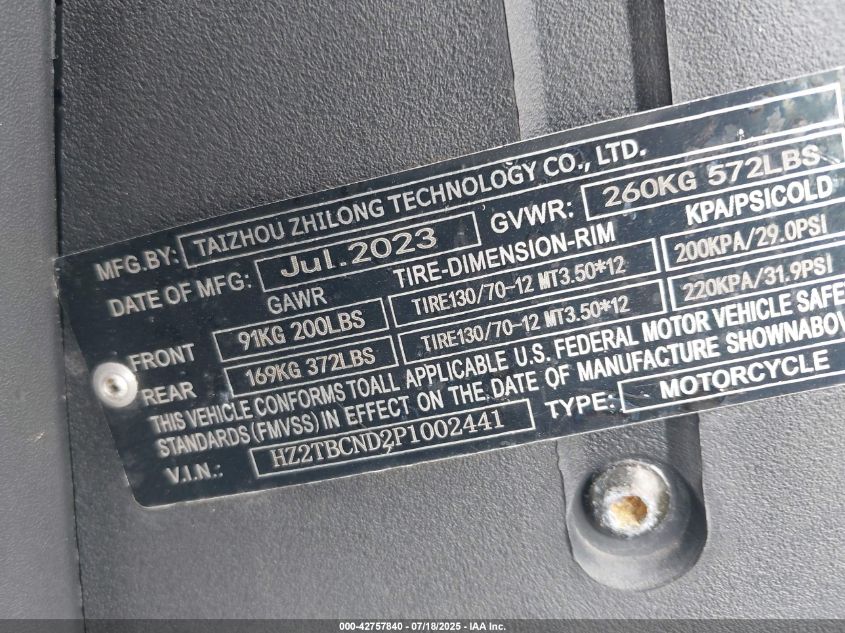 MFG.BY: TAIZHOU ZHILONG TECHNOLOGY CO., LTD.
DATE OF MFG: Jul.2023 GVWR: 260KG 572LBS
GAWR TIRE-DIMENSION-RIM KPA/PSICOLD
FRONT 91KG 200LBS TIRE130/70-12 MT3.50*12 200KPA/29.0PSI
REAR 169KG 372LBS TIRE130/70-12 MT3.50*12 220KPA/31.9PSI
THIS VEHICLE CONFORMS TOALL APPLICABLE U.S. FEDERAL MOTOR VEHICLE SAFE
STANDARDS (FMVSS) IN EFFECT ON THE DATE OF MANUFACTURE SHOWNABOV
V.I.N.: HZ2TBCND2P1002441 TYPE: MOTORCYCLE
000-42757840 - 07/18/2025 - IAA Inc.